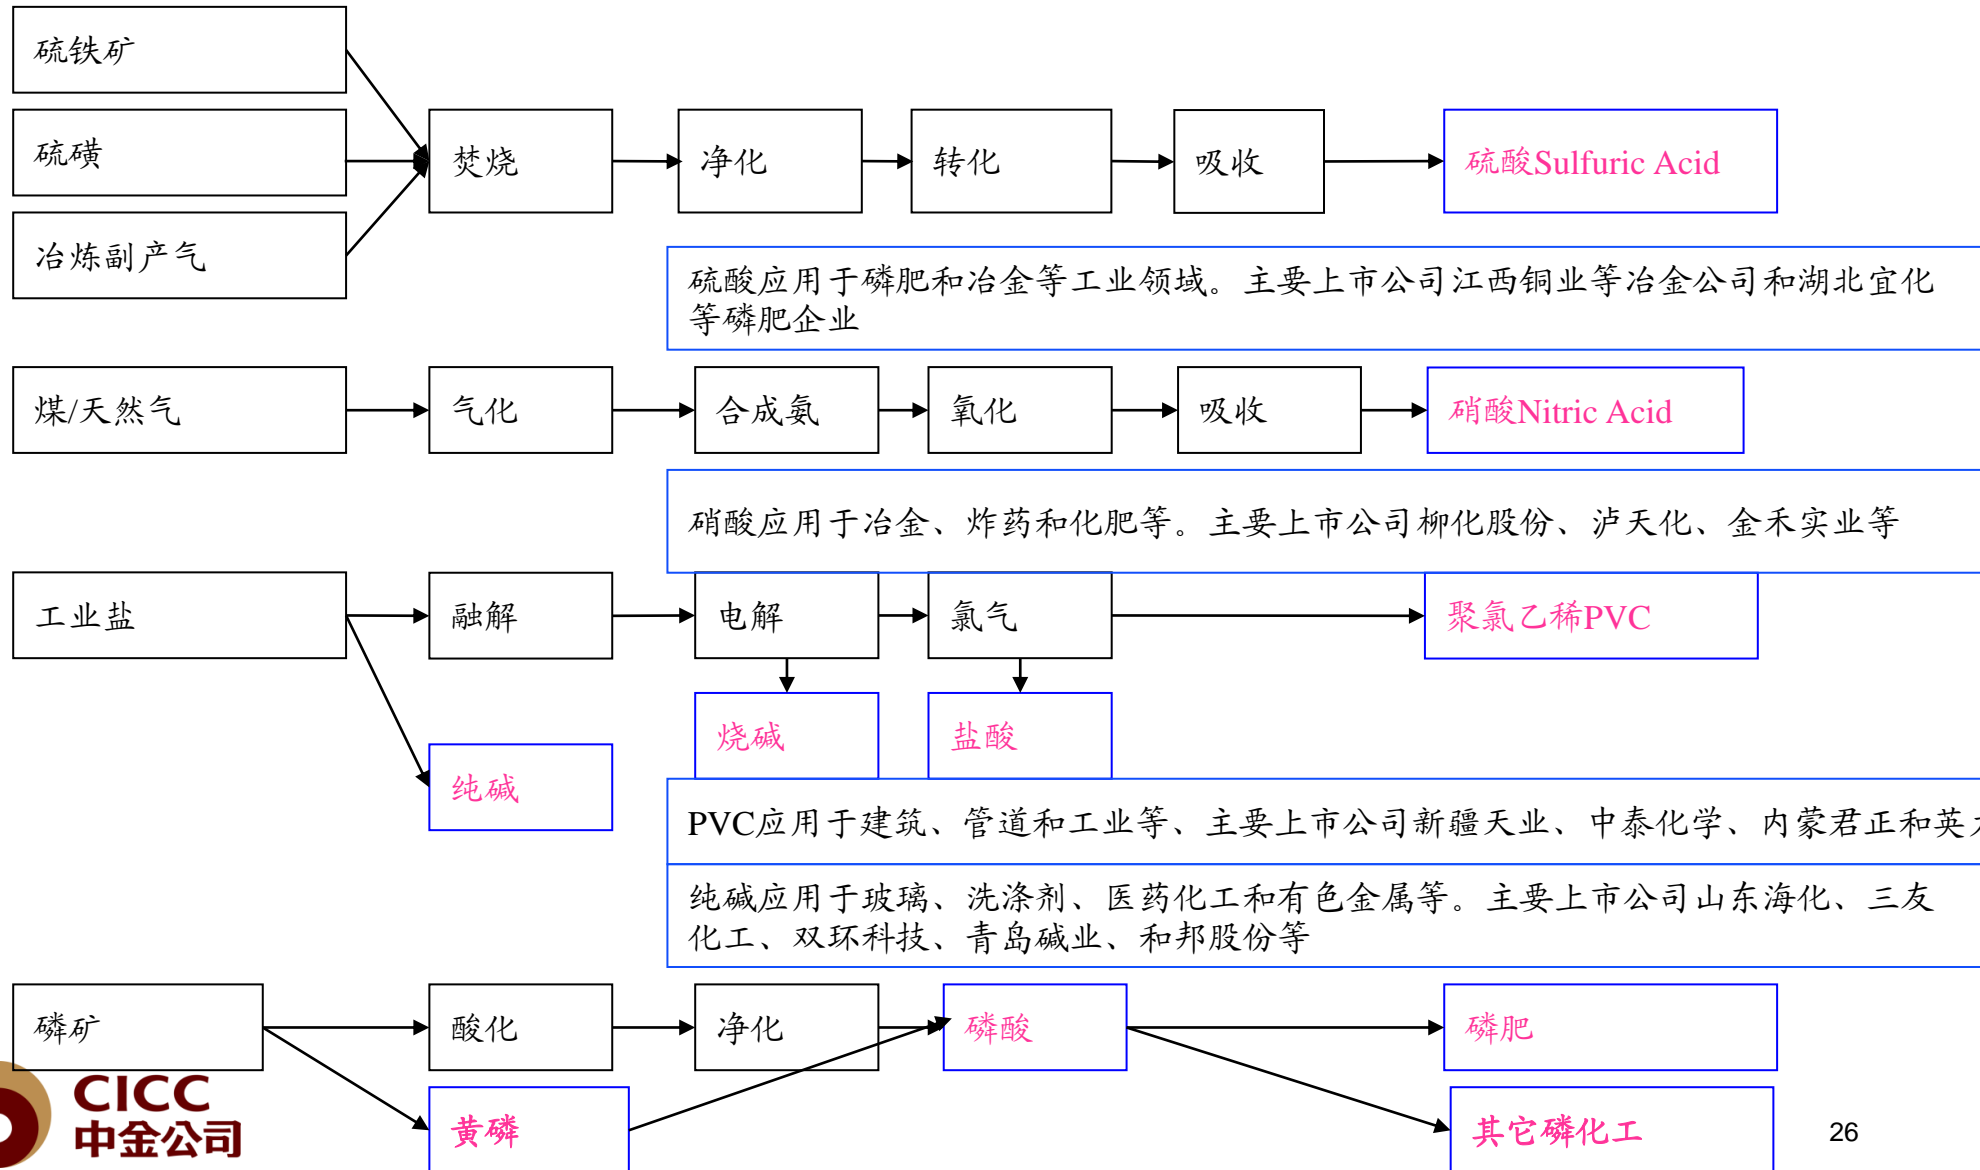 硫铁矿
硫磺
焚烧
净化
转化
吸收
硫酸Sulfuric Acid
冶炼副产气
硫酸应用于磷肥和冶金等工业领域。主要上市公司江西铜业等冶金公司和湖北宜化
等磷肥企业
煤/天然气
气化
合成氨
氧化
吸收
硝酸Nitric Acid
硝酸应用于冶金、炸药和化肥等。主要上市公司柳化股份、泸天化、金禾实业等
工业盐
融解
电解
氯气
聚氯乙稀PVC
烧碱
盐酸
纯碱
PVC应用于建筑、管道和工业等、主要上市公司新疆天业、中泰化学、内蒙君正和英
纯碱应用于玻璃、洗涤剂、医药化工和有色金属等。主要上市公司山东海化、三友
化工、双环科技、青岛碱业、和邦股份等
磷矿
酸化
净化
磷酸
磷肥
黄磷
其它磷化工
CICC
中金公司
26